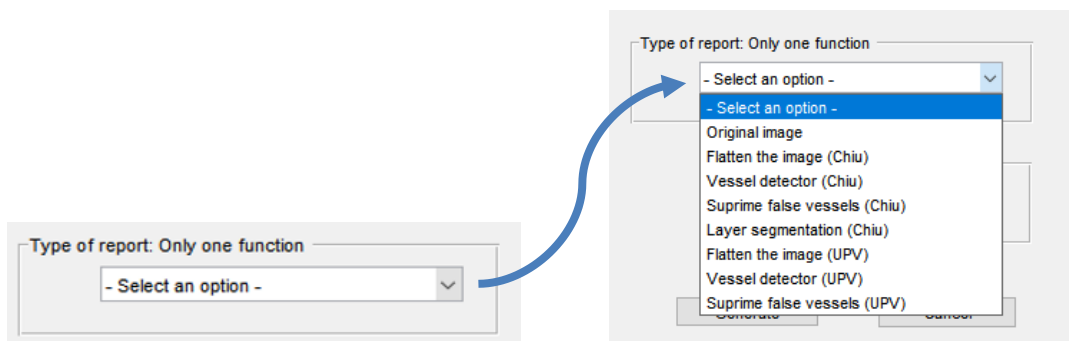 Type of report: Only one function
- Select an option -
Type of report: Only one function
- Select an option -
- Select an option -
Original image
Flatten the image (Chiu)
Vessel detector (Chiu)
Suprime false vessels (Chiu)
Layer segmentation (Chiu)
Flatten the image (UPV)
Vessel detector (UPV)
Suprime false vessels (UPV)